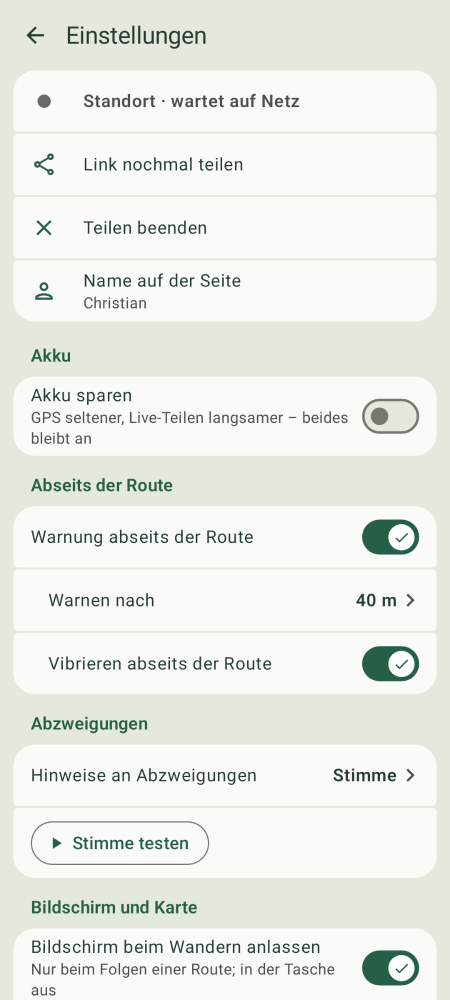 Einstellungen
Standort · wartet auf Netz
Link nochmal teilen
Teilen beenden
Name auf der Seite
Christian
Akku
Akku sparen
GPS seltener, Live-Teilen langsamer – beides
bleibt an
Abseits der Route
Warnung abseits der Route
Warnen nach 40 m
Vibrieren abseits der Route
Abzweigungen
Hinweise an Abzweigungen Stimme
Stimme testen
Bildschirm und Karte
Bildschirm beim Wandern anlassen
Nur beim Folgen einer Route; in der Tasche
aus